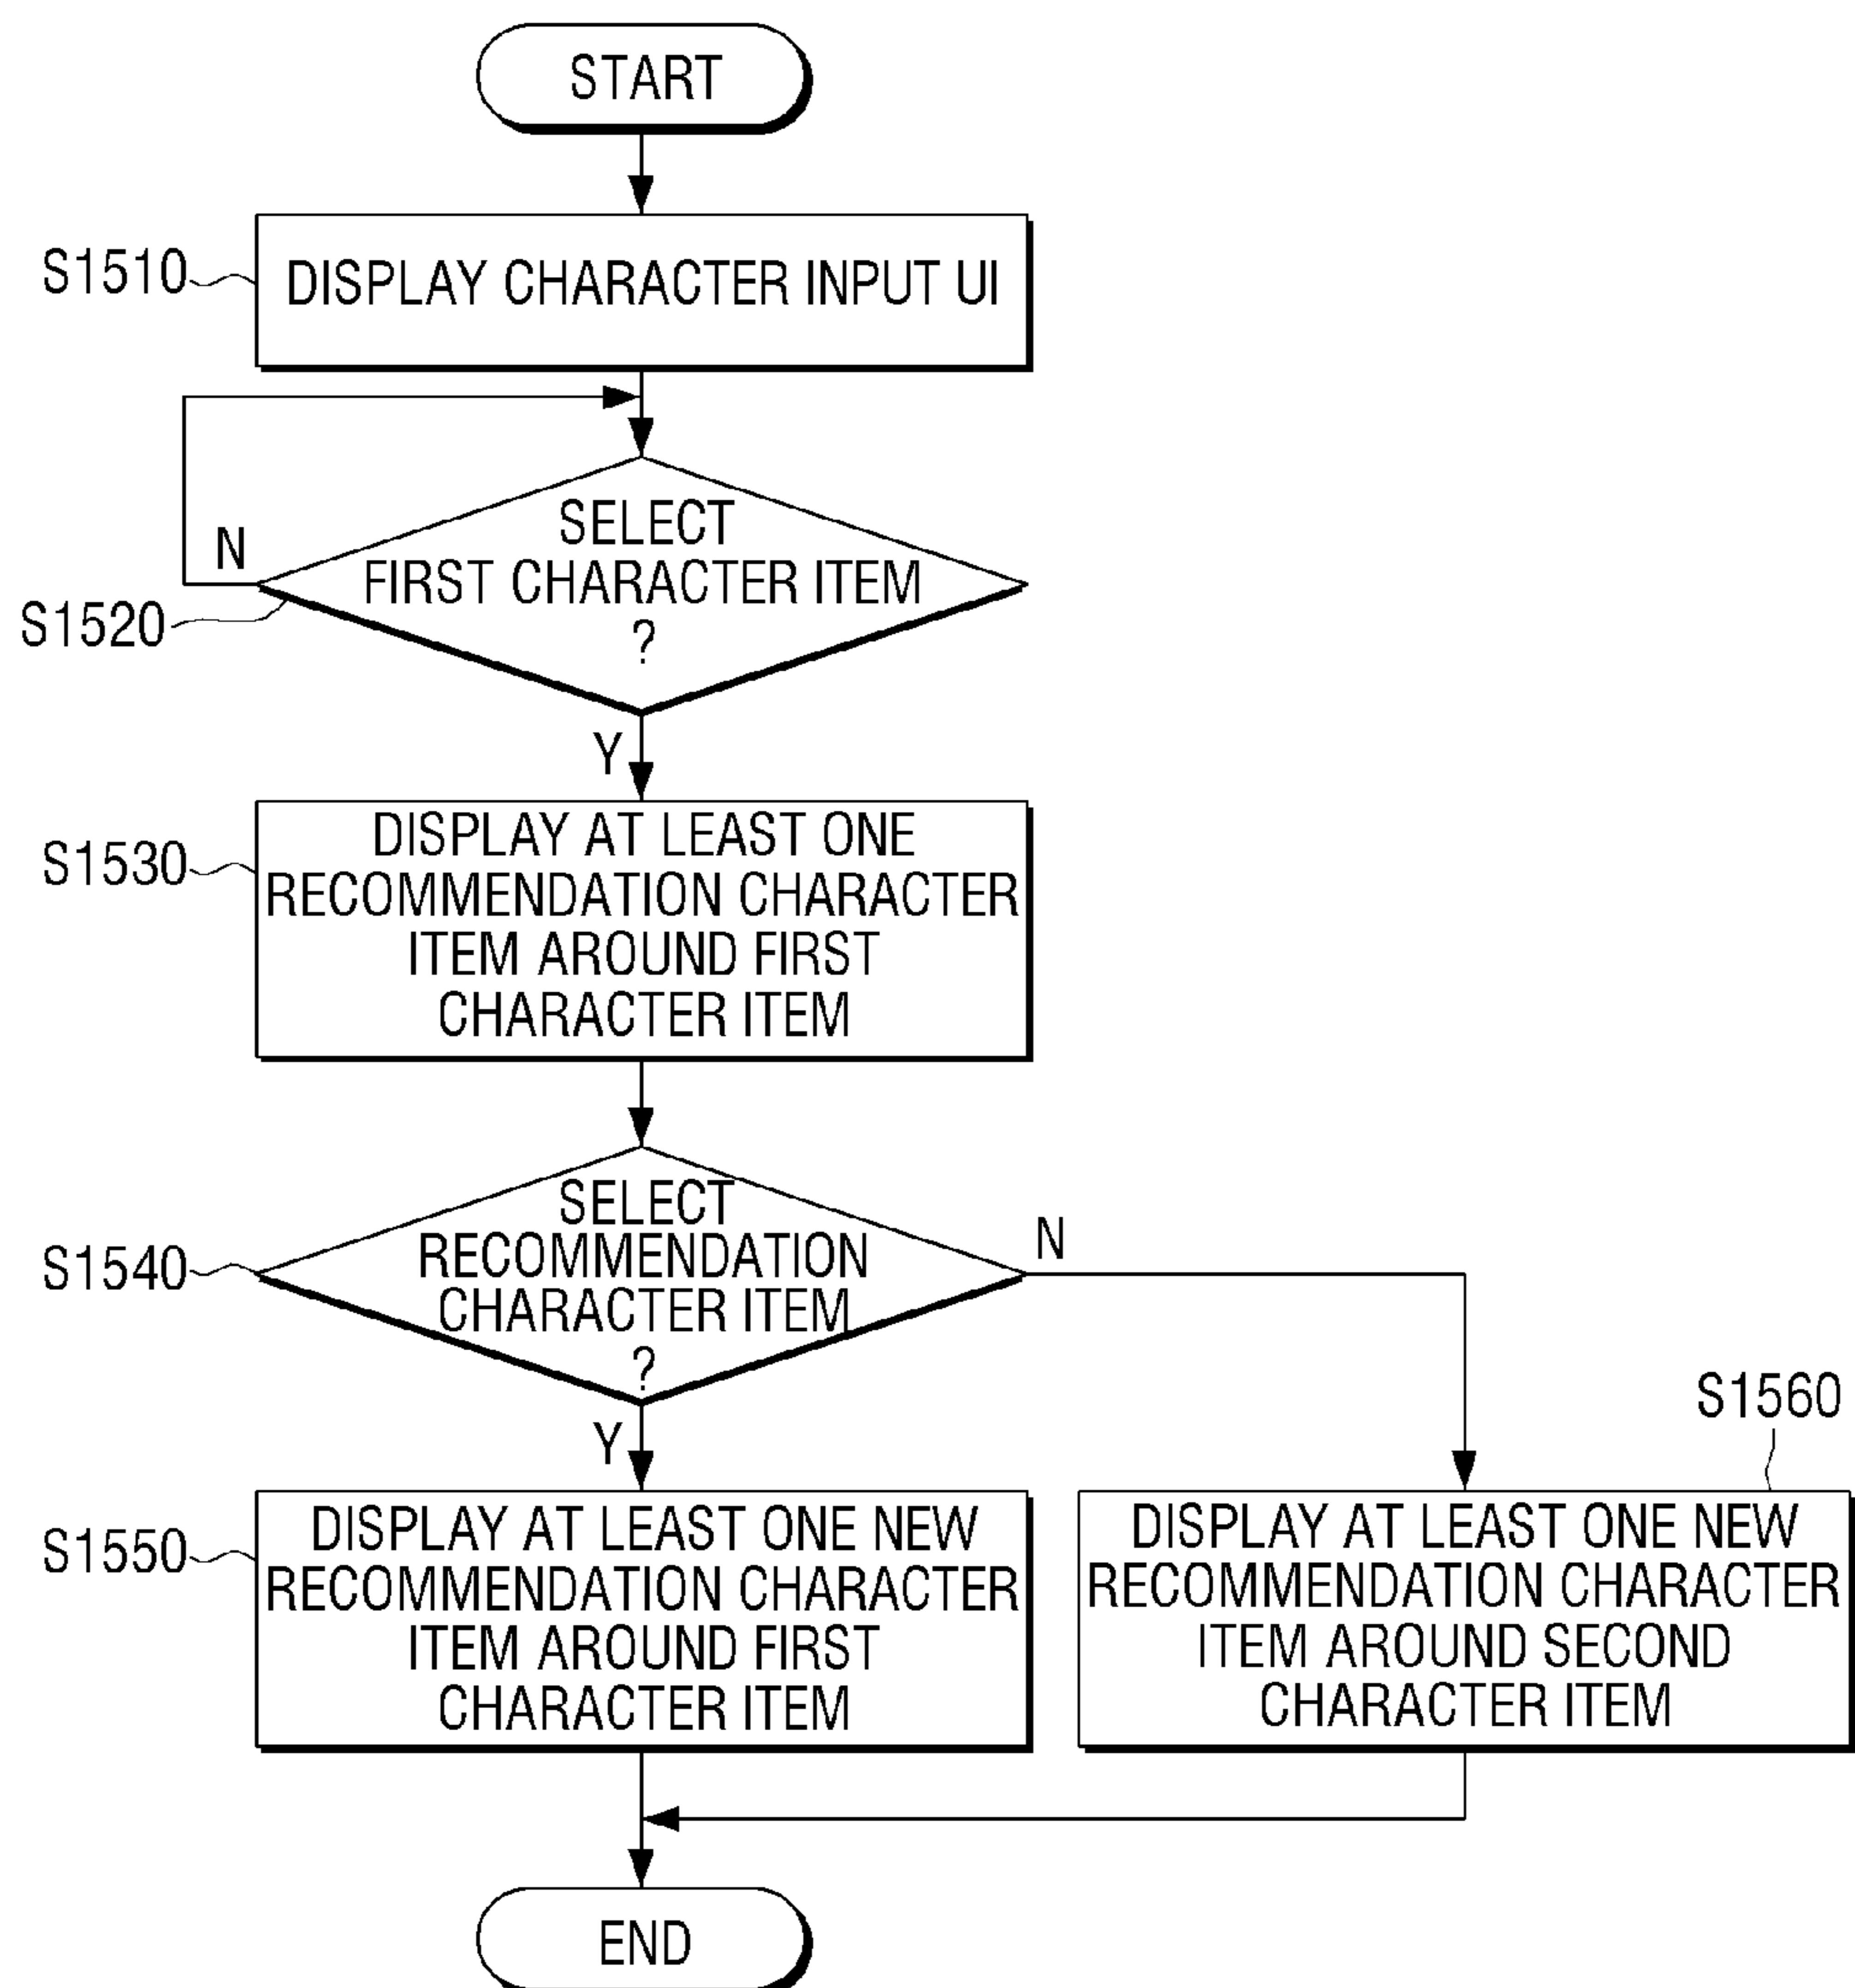 START
S1510
DISPLAY CHARACTER INPUT UI
N
SELECT
FIRST CHARACTER ITEM
?
S1520
Y
S1530
DISPLAY AT LEAST ONE
RECOMMENDATION CHARACTER
ITEM AROUND FIRST
CHARACTER ITEM
S1540
SELECT
RECOMMENDATION
CHARACTER ITEM
?
N
Y
S1560
S1550
DISPLAY AT LEAST ONE NEW
RECOMMENDATION CHARACTER
ITEM AROUND FIRST
CHARACTER ITEM
DISPLAY AT LEAST ONE NEW
RECOMMENDATION CHARACTER
ITEM AROUND SECOND
CHARACTER ITEM
END